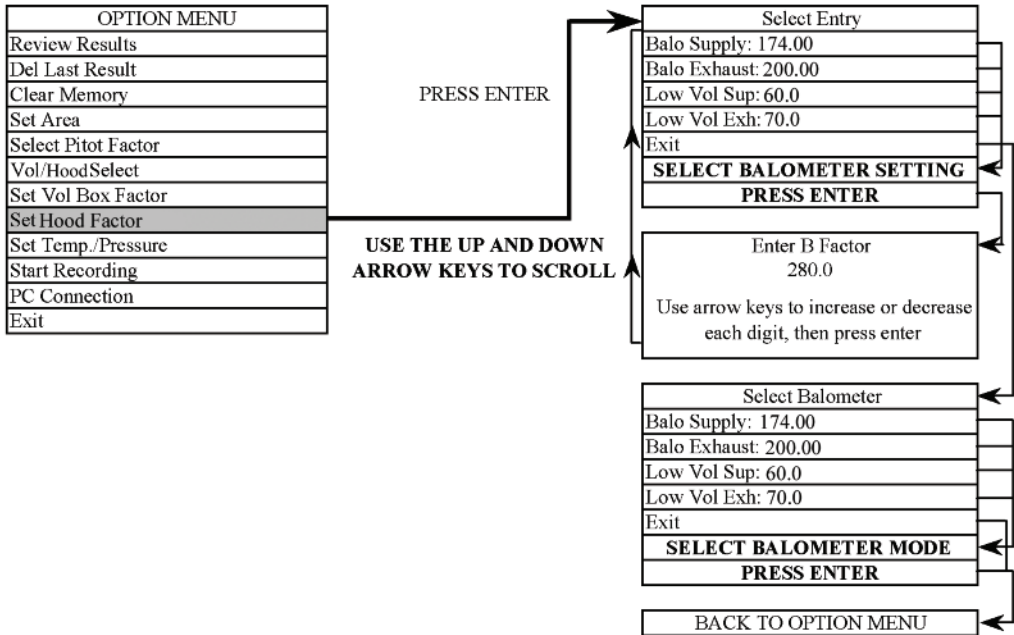 OPTION MENU
Review Results
Del Last Result
Clear Memory
Set Area
Select Pitot Factor
Vol/Hood Select
Set Vol Box Factor
Set Hood Factor
Set Temp./Pressure
Start Recording
PC Connection
Exit
PRESS ENTER
USE THE UP AND DOWN
ARROW KEYS TO SCROLL
Select Entry
Balo Supply: 174.00
Balo Exhaust: 200.00
Low Vol Sup: 60.0
Low Vol Exh: 70.0
Exit
SELECT BALOMETER SETTING
PRESS ENTER
Enter B Factor
280.0
Use arrow keys to increase or decrease
each digit, then press enter
Select Balometer
Balo Supply: 174.00
Balo Exhaust: 200.00
Low Vol Sup: 60.0
Low Vol Exh: 70.0
Exit
SELECT BALOMETER MODE
PRESS ENTER
BACK TO OPTION MENU